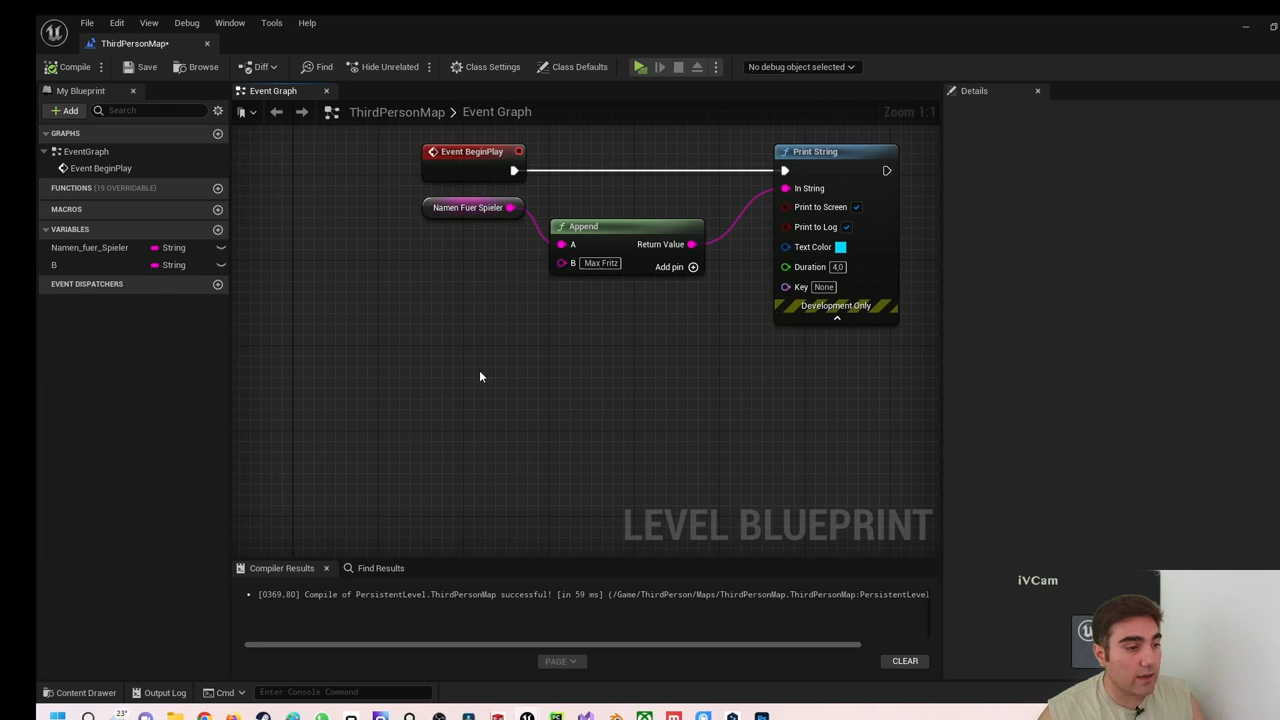 File Edit View Debug Window Tools Help
ThirdPersonMap•
Compile Save Browse Diff Find Hide Unrelated Class Settings Class Defaults No debug object selected
My Blueprint Event Graph Details
Add Search ThirdPersonMap > Event Graph Zoom 1:1
GRAPHS
EventGraph
Event BeginPlay
FUNCTIONS (19 OVERRIDABLE)
MACROS
VARIABLES
Namen_fuer_Spieler String
B String
EVENT DISPATCHERS
Event BeginPlay
Namen Fuer Spieler
Append
A Return Value
B Max Fritz Add pin
Print String
In String
Print to Screen
Print to Log
Text Color
Duration 4,0
Key None
Development Only
LEVEL BLUEPRINT
Compiler Results Find Results
[0369,80] Compile of PersistentLevel.ThirdPersonMap successful! [in 59 ms] (/Game/ThirdPerson/Maps/ThirdPersonMap.ThirdPersonMap:PersistentLevel
PAGE CLEAR
iVCam
Content Drawer Output Log Cmd Enter Console Command
23°